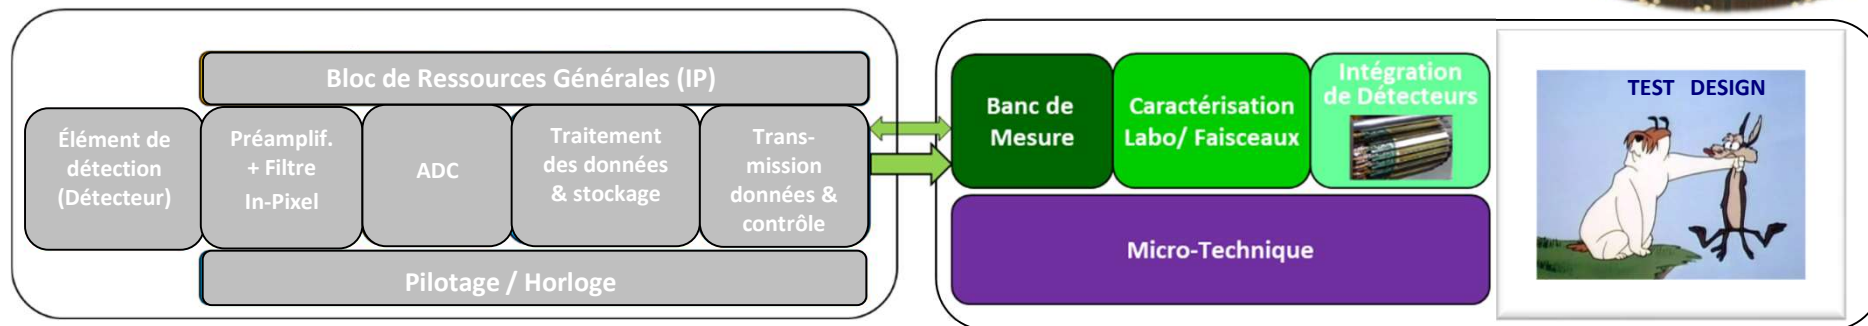 Bloc de Ressources Générales (IP)
Élément de
détection
(Détecteur)
Préamplif.
+ Filtre
In-Pixel
ADC
Traitement
des données
& stockage
Trans-
mission
données &
contrôle
Pilotage / Horloge
Banc de
Mesure
Caractérisation
Labo/ Faisceaux
Intégration
de Détecteurs
Micro-Technique
TEST DESIGN